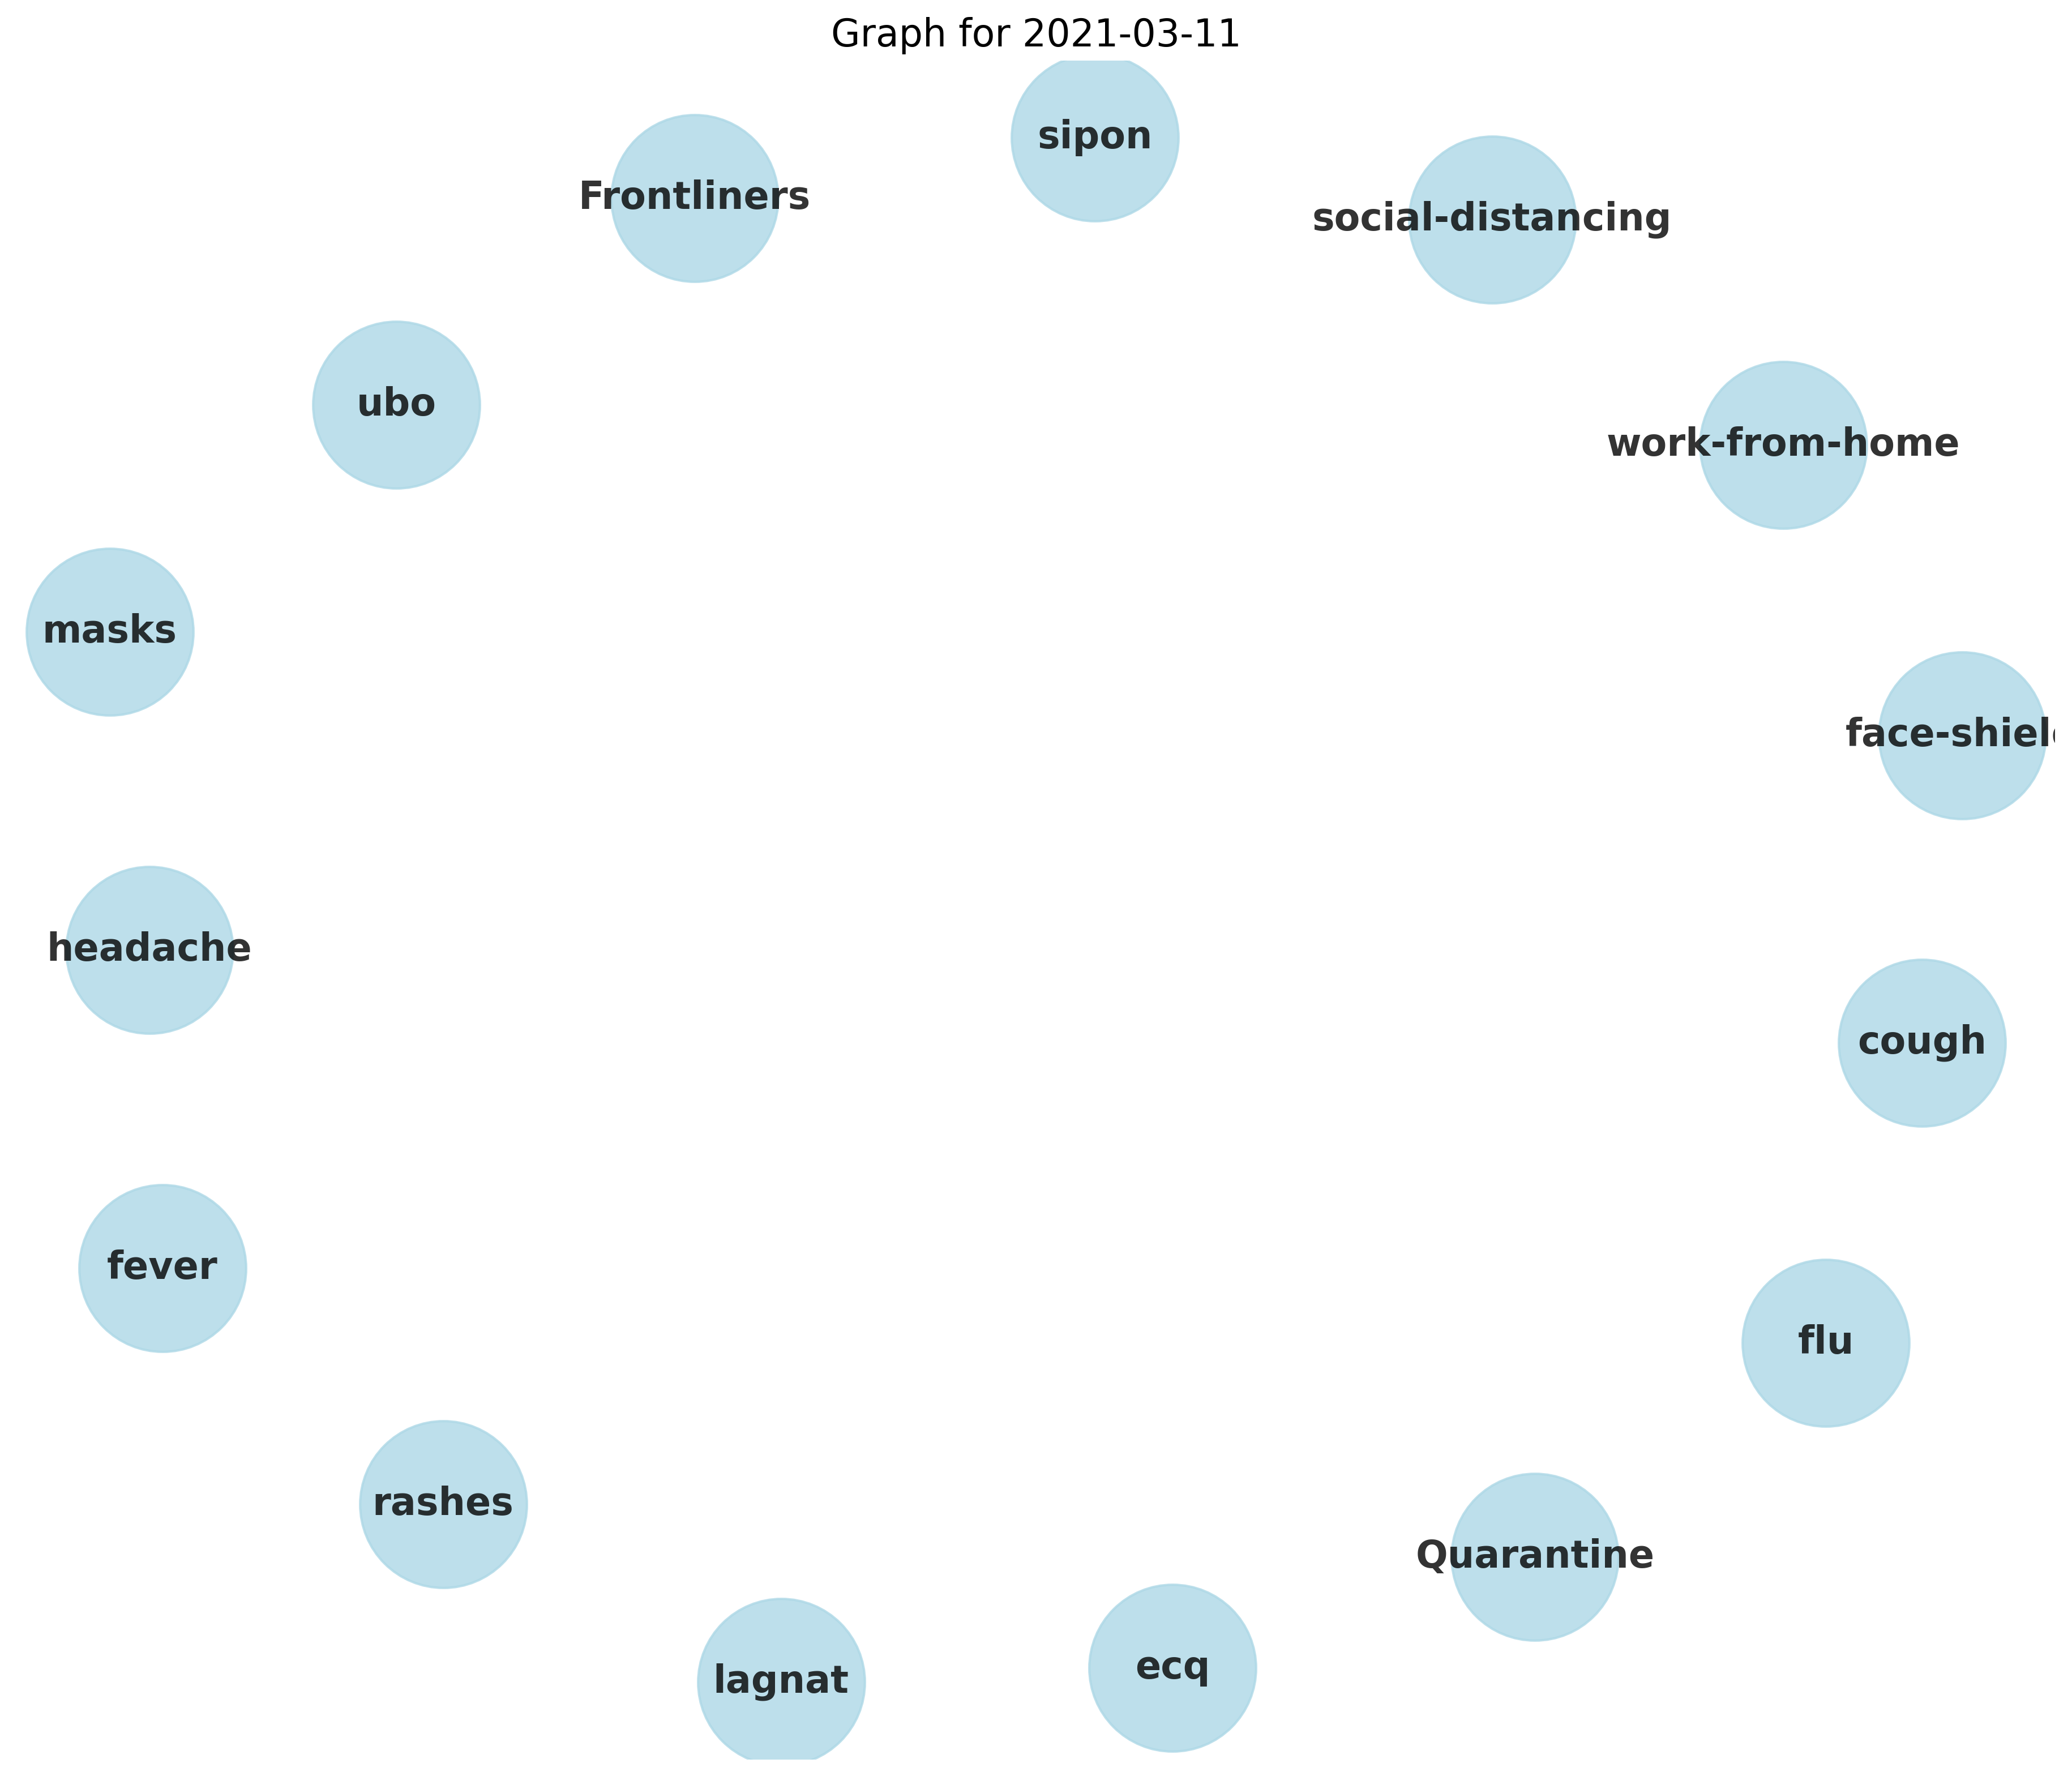 Graph for 2021-03-11
sipon
Frontliners
social-distancing
ubo
work-from-home
masks
face-shiel
headache
cough
fever
flu
rashes
Quarantine
ecq
lagnat